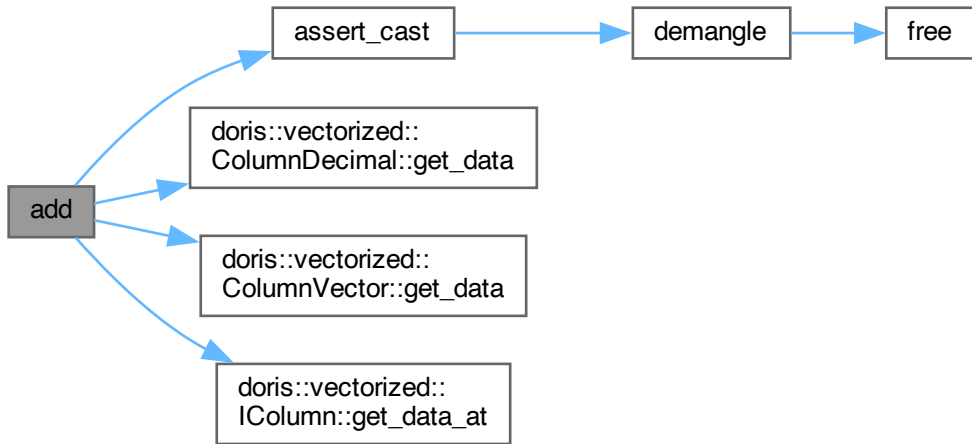 assert_cast
demangle
free
doris::vectorized::
ColumnDecimal::get_data
add
doris::vectorized::
ColumnVector::get_data
doris::vectorized::
IColumn::get_data_at